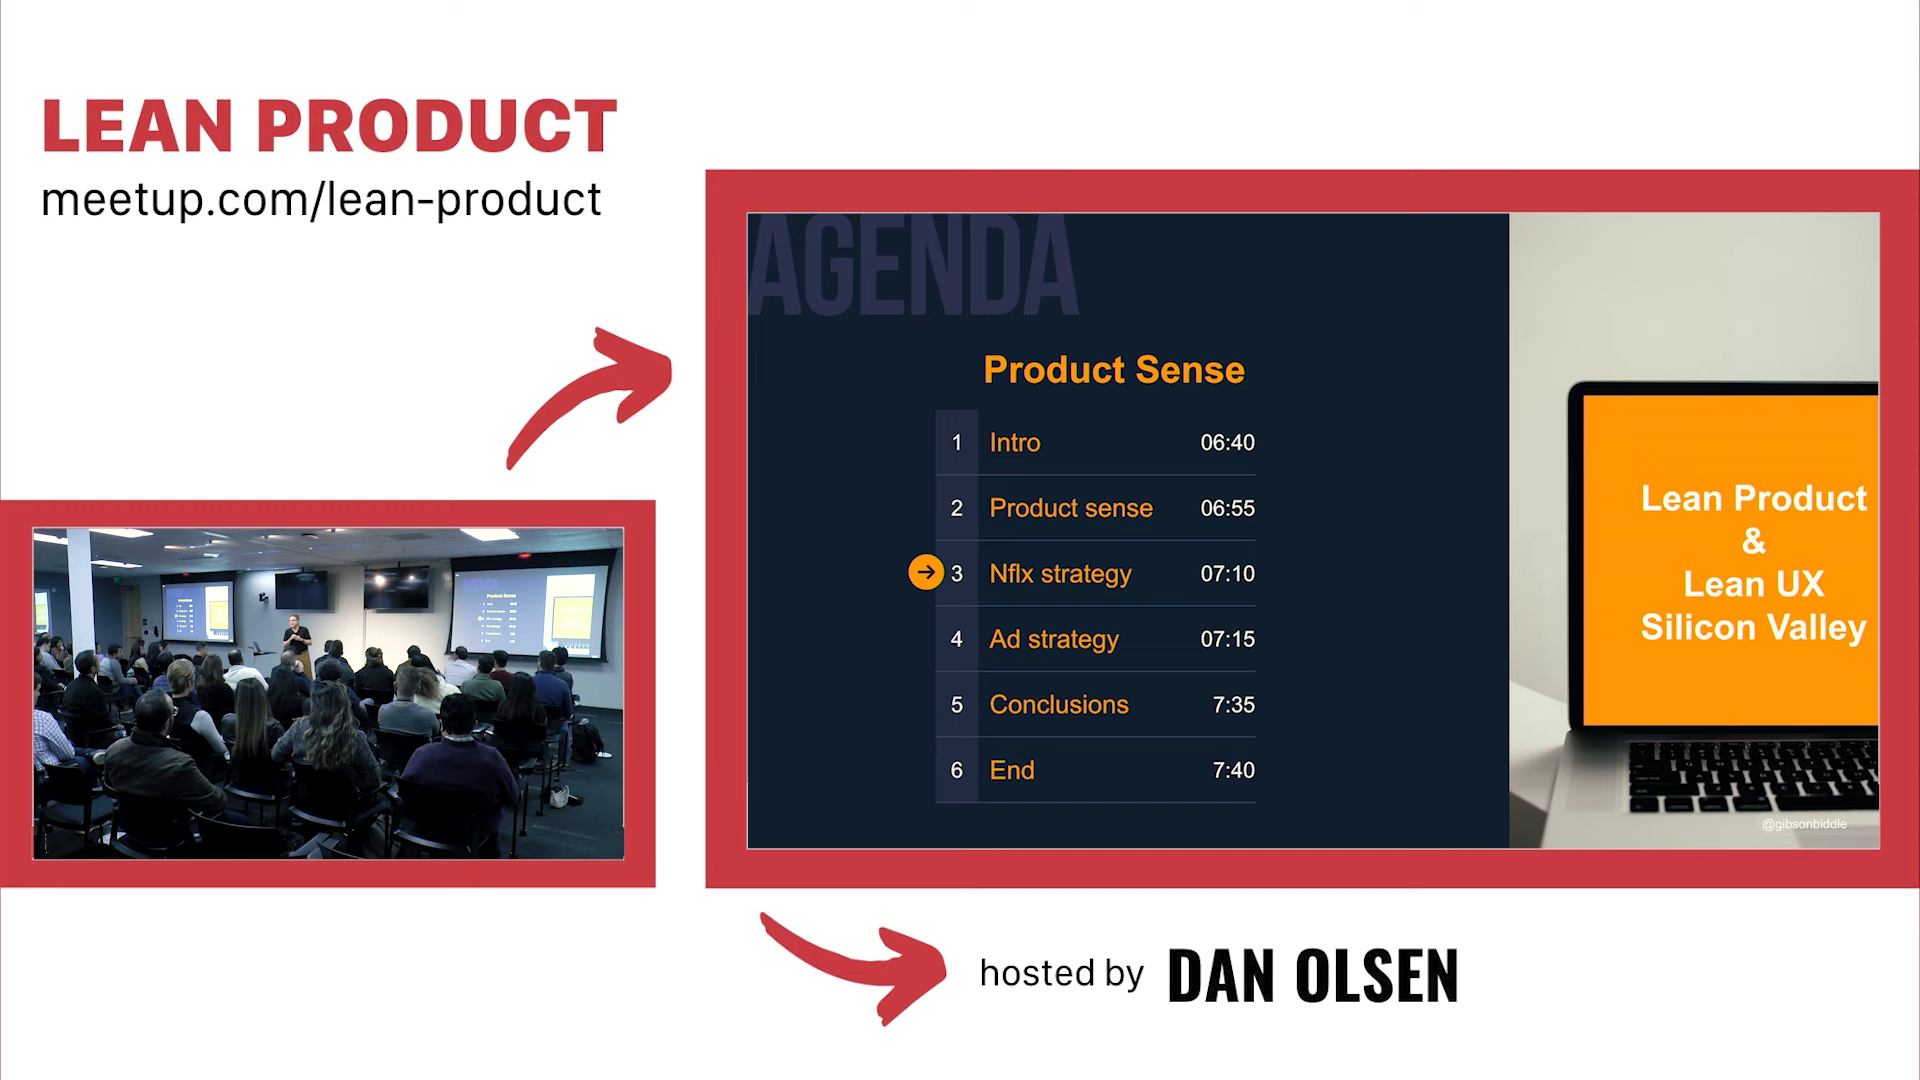 LEAN PRODUCT
meetup.com/lean-product
AGENDA
Product Sense
1 Intro 06:40
2 Product sense 06:55
3 Nflx strategy 07:10
4 Ad strategy 07:15
5 Conclusions 7:35
6 End 7:40
Lean Product
&
Lean UX
Silicon Valley
@gibsonbiddle
hosted by DAN OLSEN